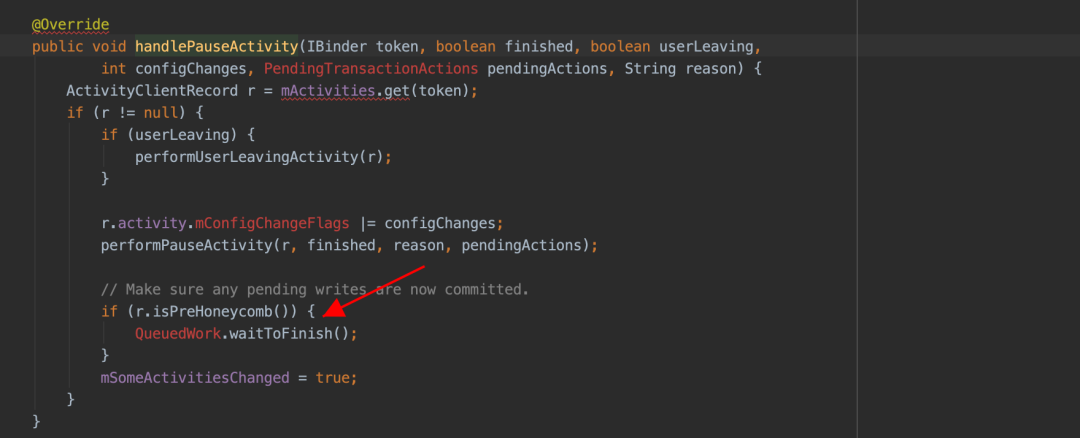 @Override
public void handlePauseActivity(IBinder token, boolean finished, boolean userLeaving,
        int configChanges, PendingTransactionActions pendingActions, String reason) {
    ActivityClientRecord r = mActivities.get(token);
    if (r != null) {
        if (userLeaving) {
            performUserLeavingActivity(r);
        }

        r.activity.mConfigChangeFlags |= configChanges;
        performPauseActivity(r, finished, reason, pendingActions);

        // Make sure any pending writes are now committed.
        if (r.isPreHoneycomb()) {
            QueuedWork.waitToFinish();
        }
        mSomeActivitiesChanged = true;
    }
}